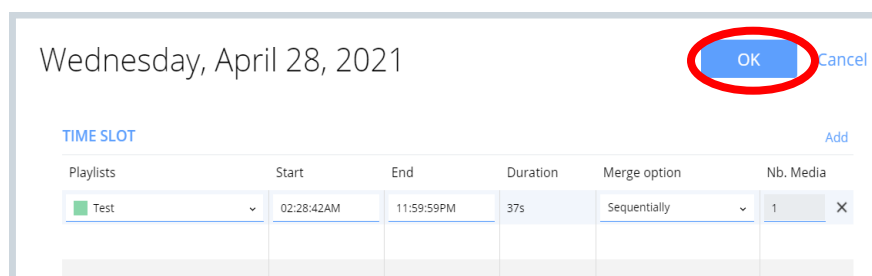 Wednesday, April 28, 2021 OK Cancel
TIME SLOT Add
Playlists Start End Duration Merge option Nb. Media
Test 02:28:42AM 11:59:59PM 37s Sequentially 1